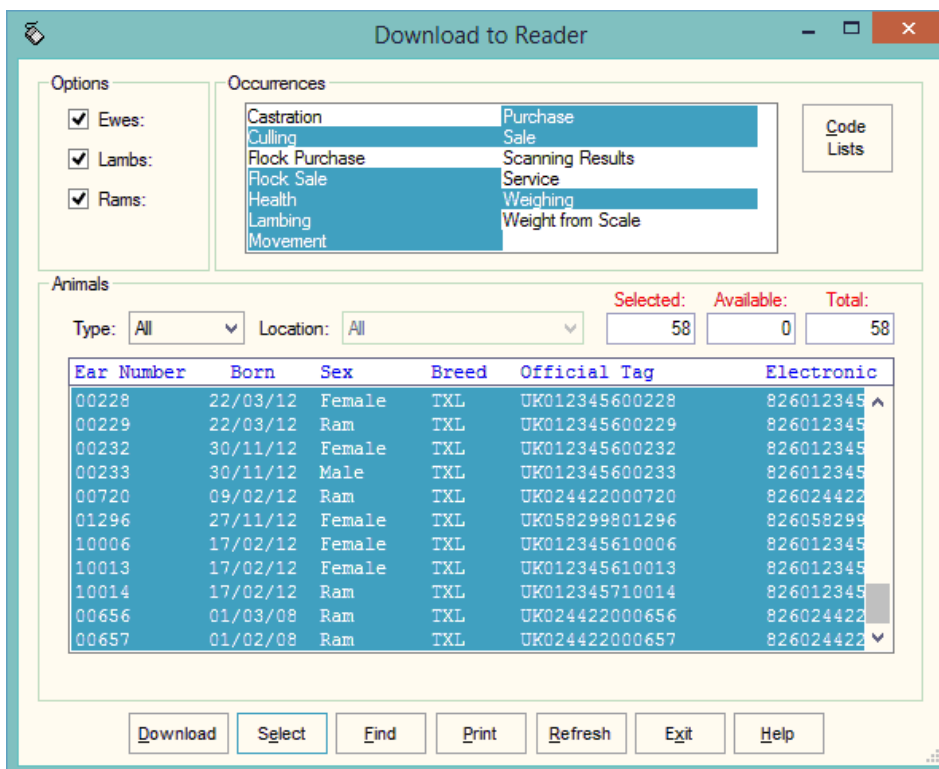 Download to Reader
Options
Ewes:
Lambs:
Rams:
Occurrences
Castration
Culling
Flock Purchase
Flock Sale
Health
Lambing
Movement
Purchase
Sale
Scanning Results
Service
Weighing
Weight from Scale
Code
Lists
Animals
Selected: Available: Total:
Type: All Location: All 58 0 58
Ear Number Born Sex Breed Official Tag Electronic
00228 22/03/12 Female TXL UK012345600228 826012345
00229 22/03/12 Ram TXL UK012345600229 826012345
00232 30/11/12 Female TXL UK012345600232 826012345
00233 30/11/12 Male TXL UK012345600233 826012345
00720 09/02/12 Ram TXL UK024422000720 826024422
01296 27/11/12 Female TXL UK058299801296 826058299
10006 17/02/12 Female TXL UK012345610006 826012345
10013 17/02/12 Female TXL UK012345610013 826012345
10014 17/02/12 Ram TXL UK012345710014 826012345
00656 01/03/08 Ram TXL UK024422000656 826024422
00657 01/02/08 Ram TXL UK024422000657 826024422
Download Select Find Print Refresh Exit Help